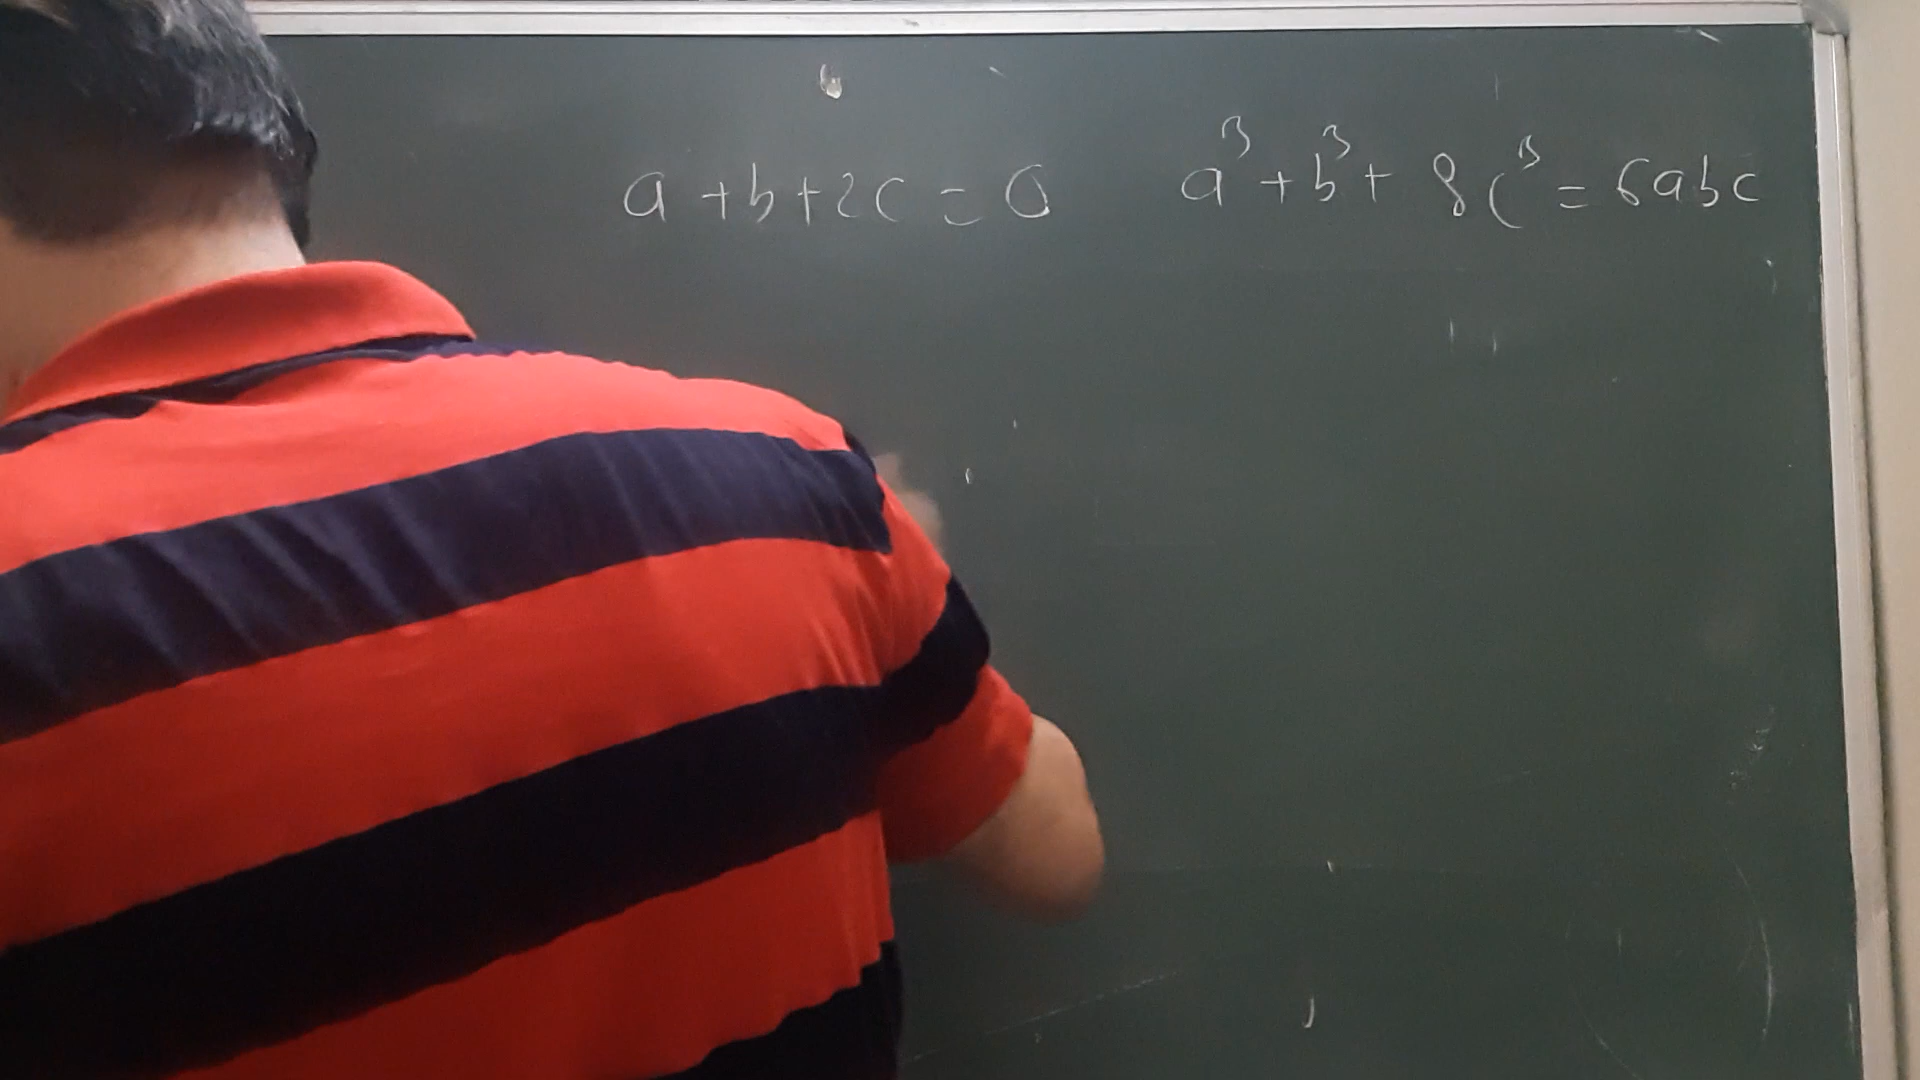 a + b + 2c = 0 a³ + b³ + 8c³ = 6abc